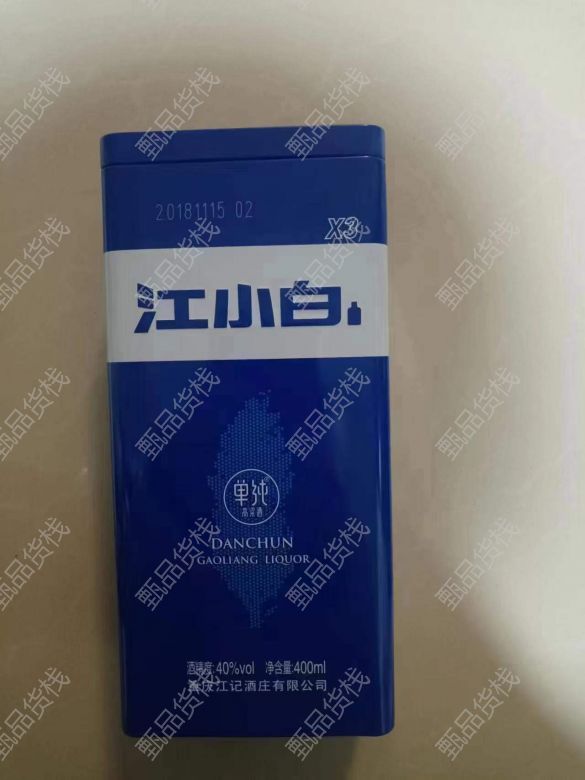 20181115 02
X3
江小白
单纯
高粱酒
DANCHUN
GAOLIANG LIQUOR
酒精度:40%vol 净含量:400ml
重庆江记酒庄有限公司
甄品货栈